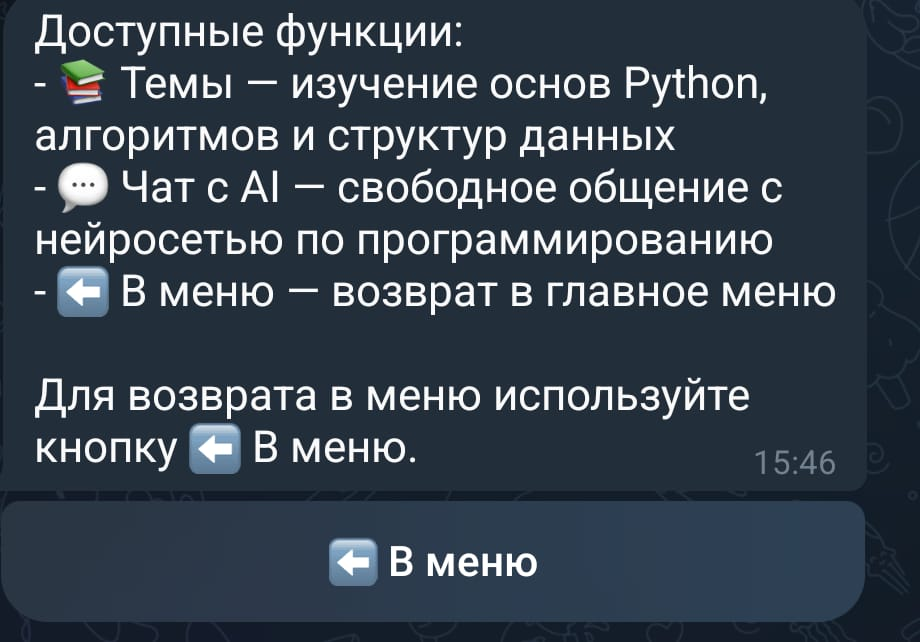 Доступные функции:
- 📚 Темы — изучение основ Python,
алгоритмов и структур данных
- 💬 Чат с AI — свободное общение с
нейросетью по программированию
- ⬅️ В меню — возврат в главное меню
Для возврата в меню используйте
кнопку ⬅️ В меню.
15:46
⬅️ В меню